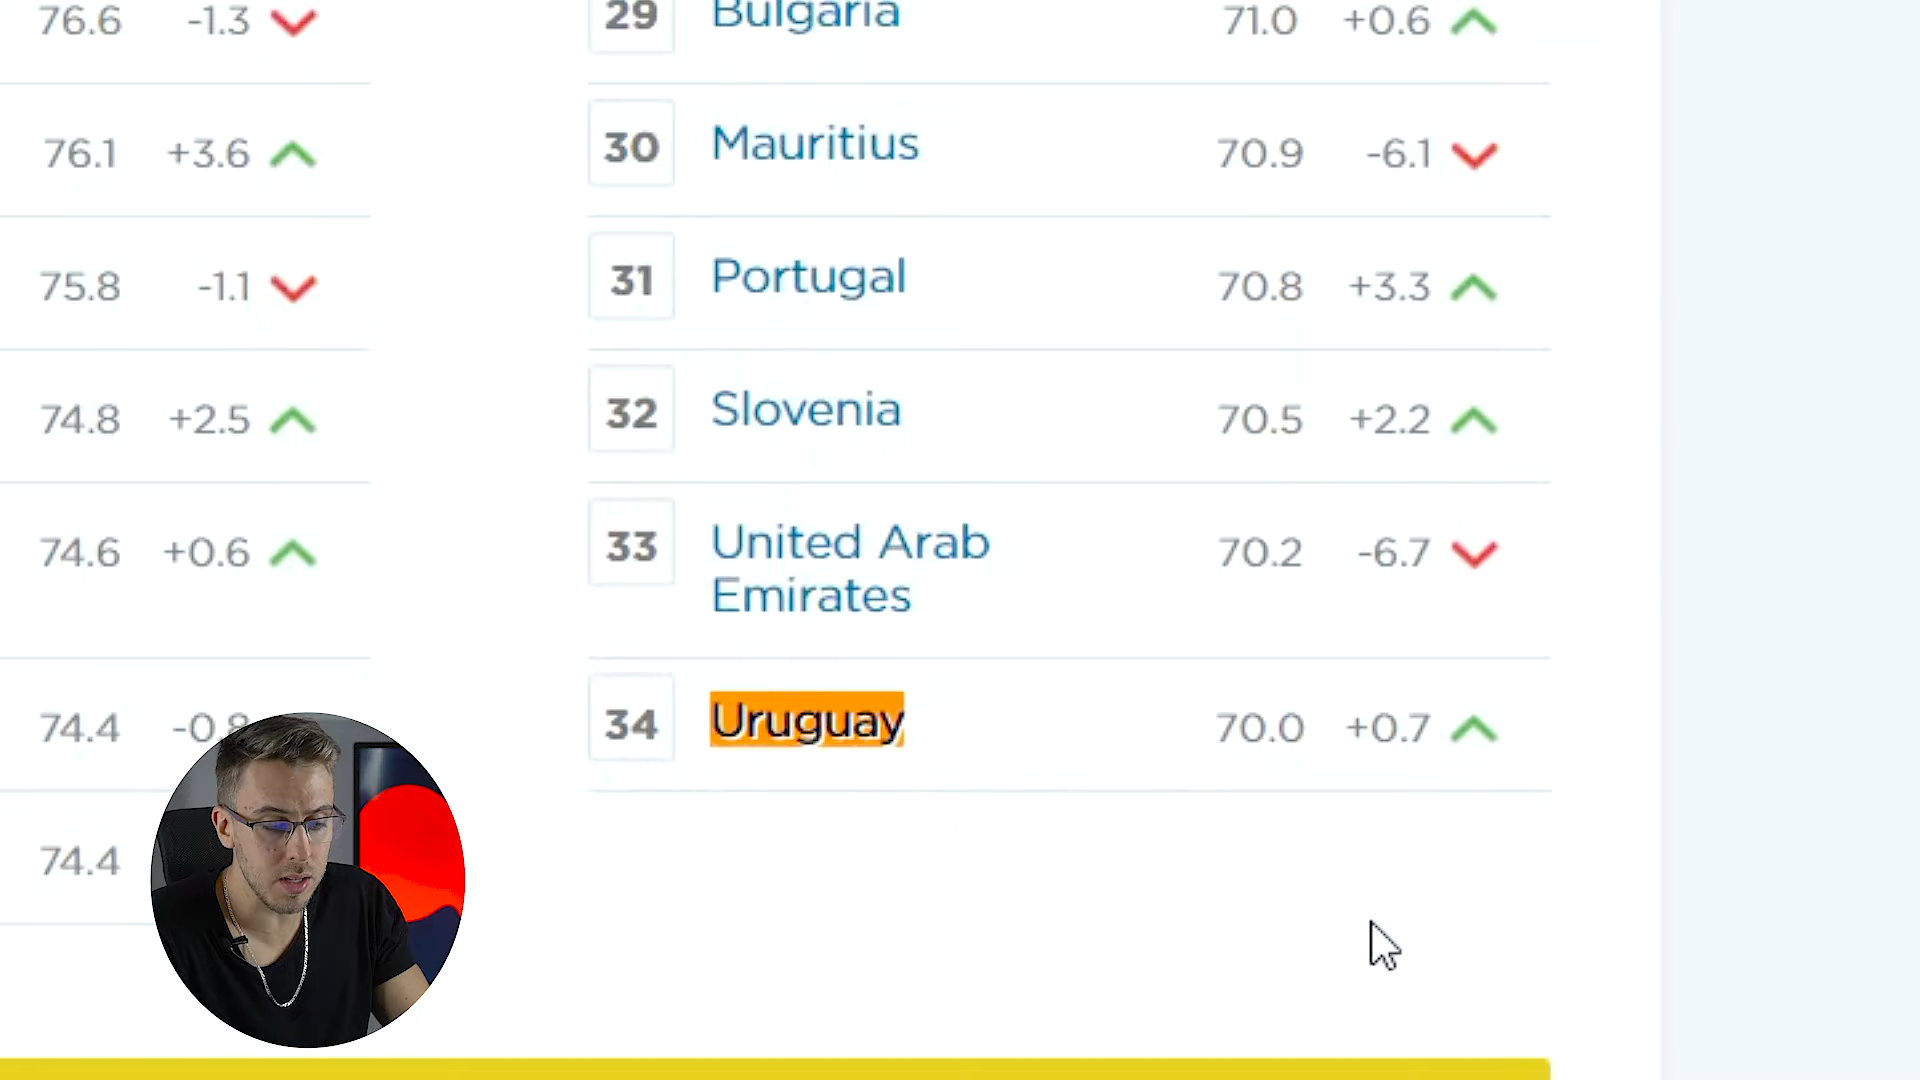 76.6 -1.3
76.1 +3.6
75.8 -1.1
74.8 +2.5
74.6 +0.6
74.4 -0.8
74.4
29 Bulgaria 71.0 +0.6
30 Mauritius 70.9 -6.1
31 Portugal 70.8 +3.3
32 Slovenia 70.5 +2.2
33 United Arab 70.2 -6.7
Emirates
34 Uruguay 70.0 +0.7